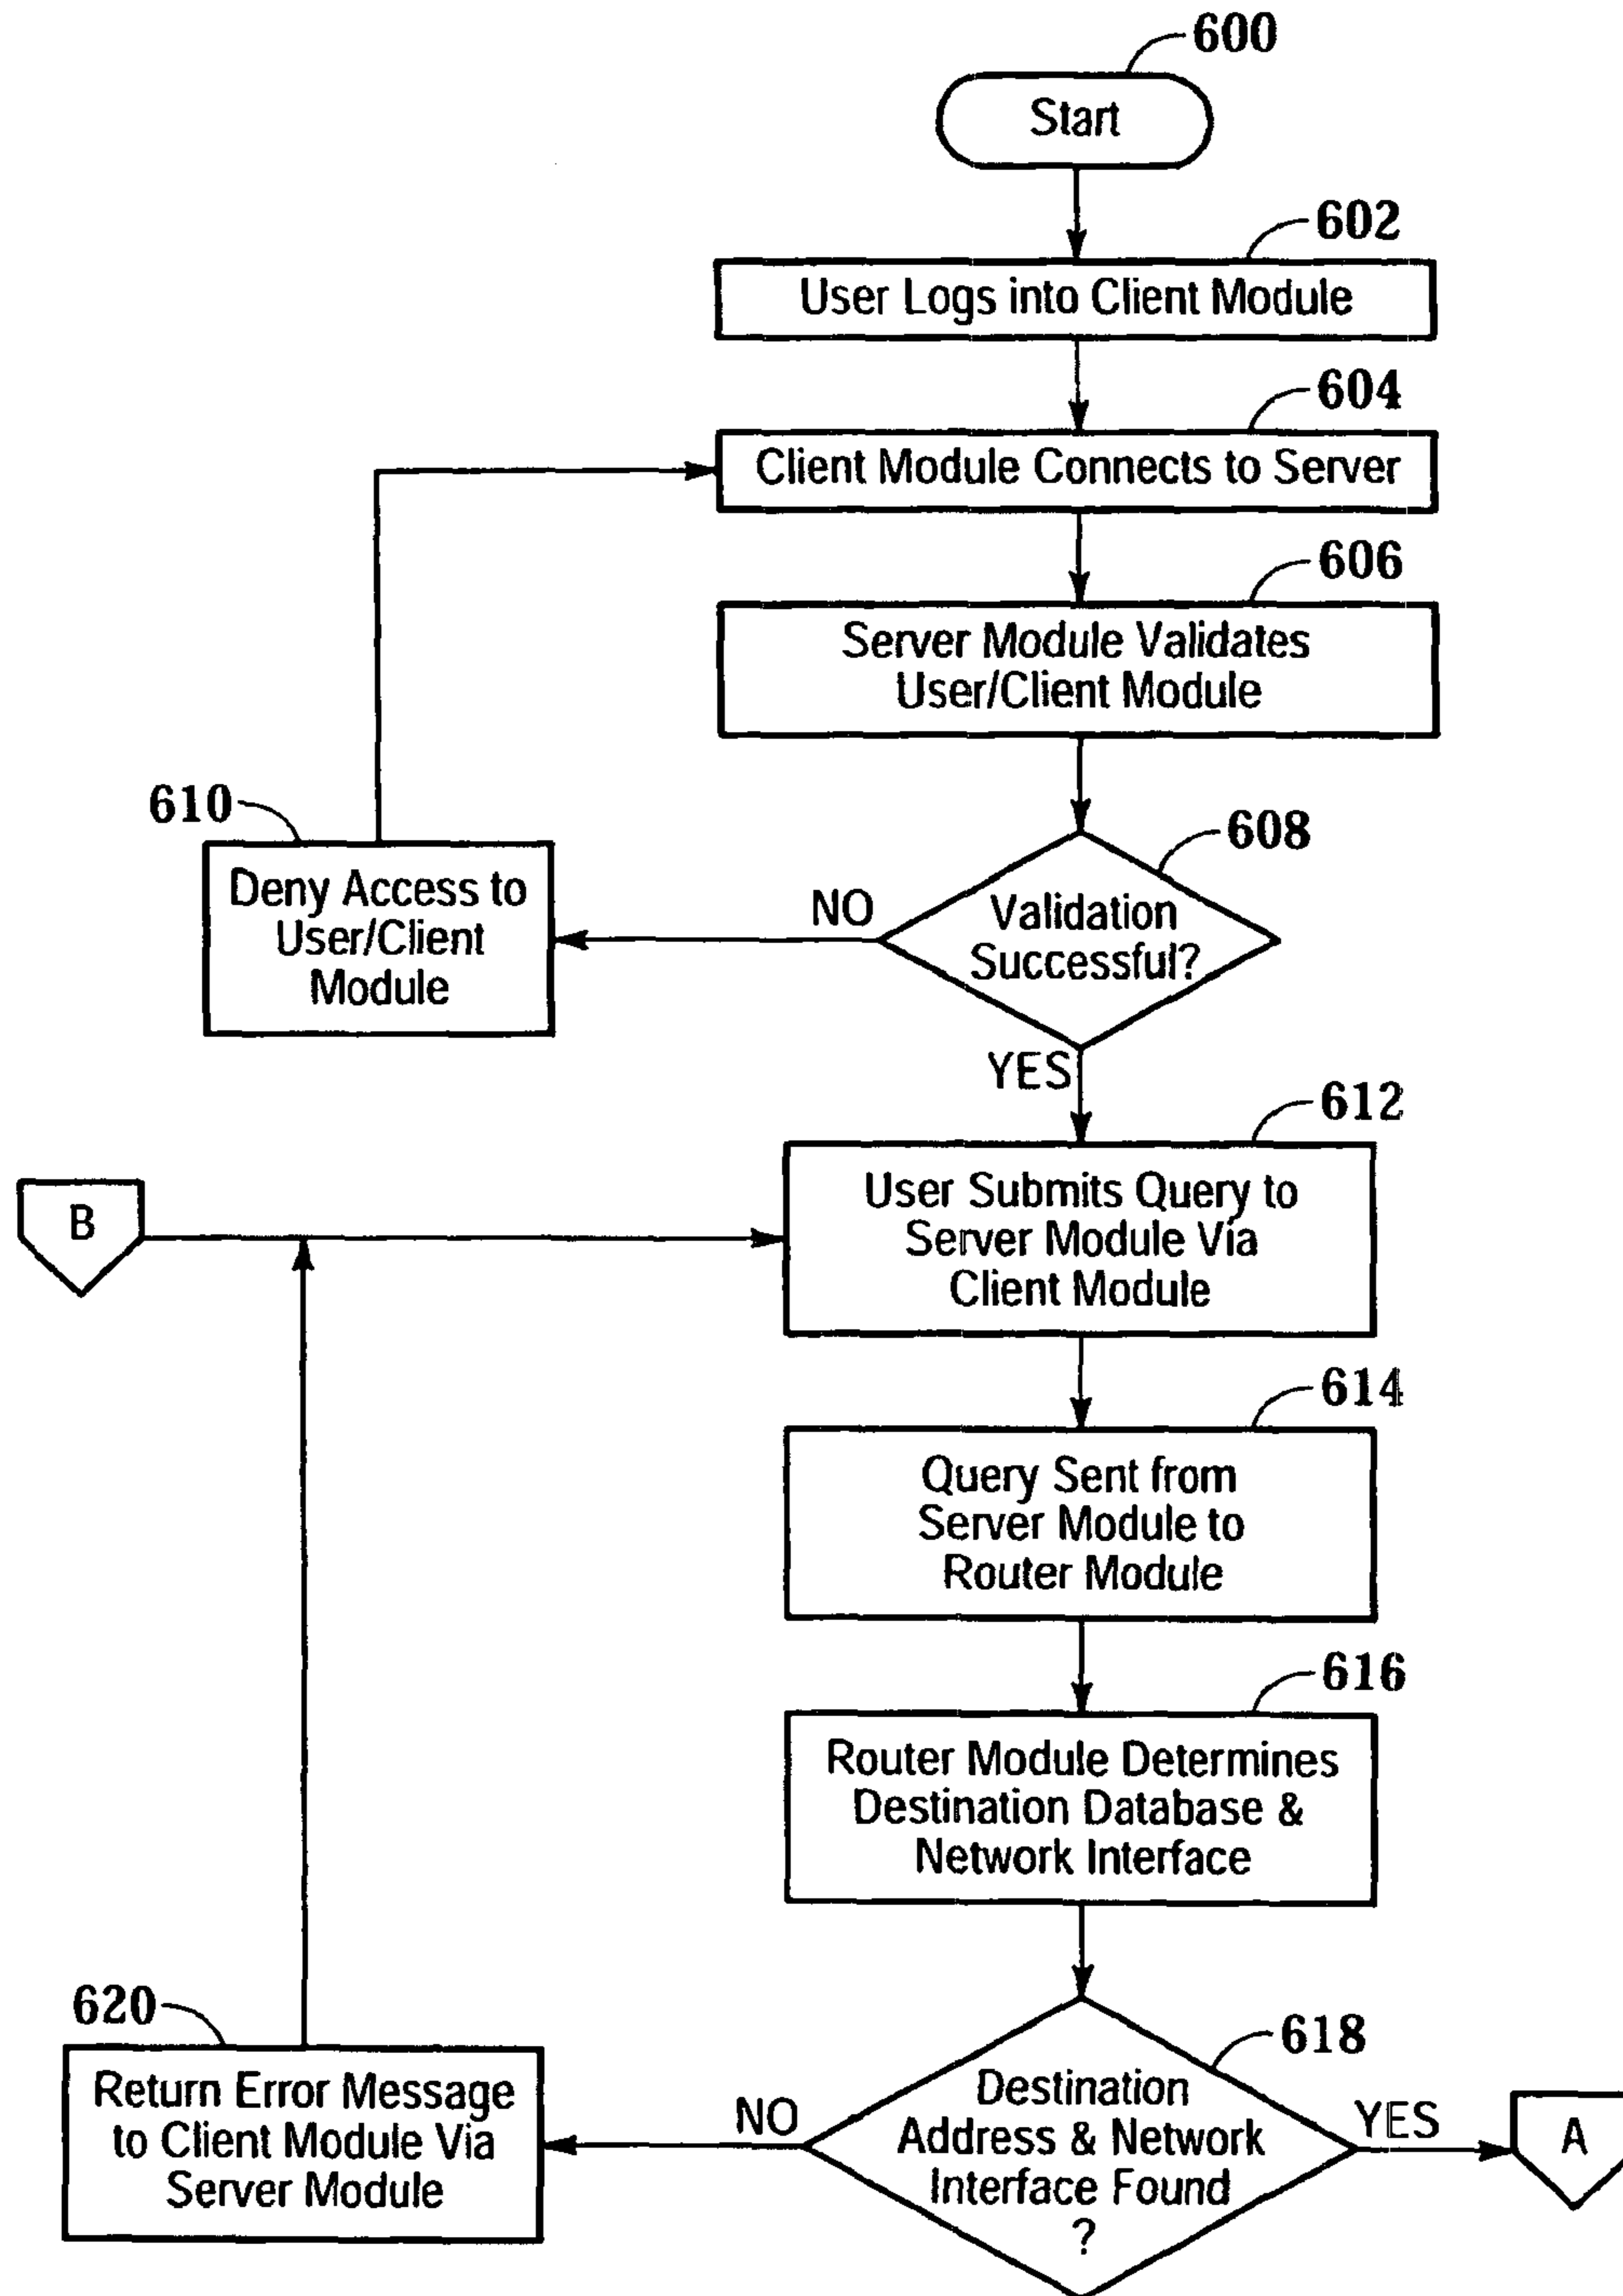 600
Start
602
User Logs into Client Module
604
Client Module Connects to Server
606
Server Module Validates
User/Client Module
610
Deny Access to
User/Client
Module
608
NO
Validation
Successful?
YES
612
B
User Submits Query to
Server Module Via
Client Module
614
Query Sent from
Server Module to
Router Module
616
Router Module Determines
Destination Database &
Network Interface
620
Return Error Message
to Client Module Via
Server Module
618
NO
Destination
Address & Network
Interface Found
?
YES
A